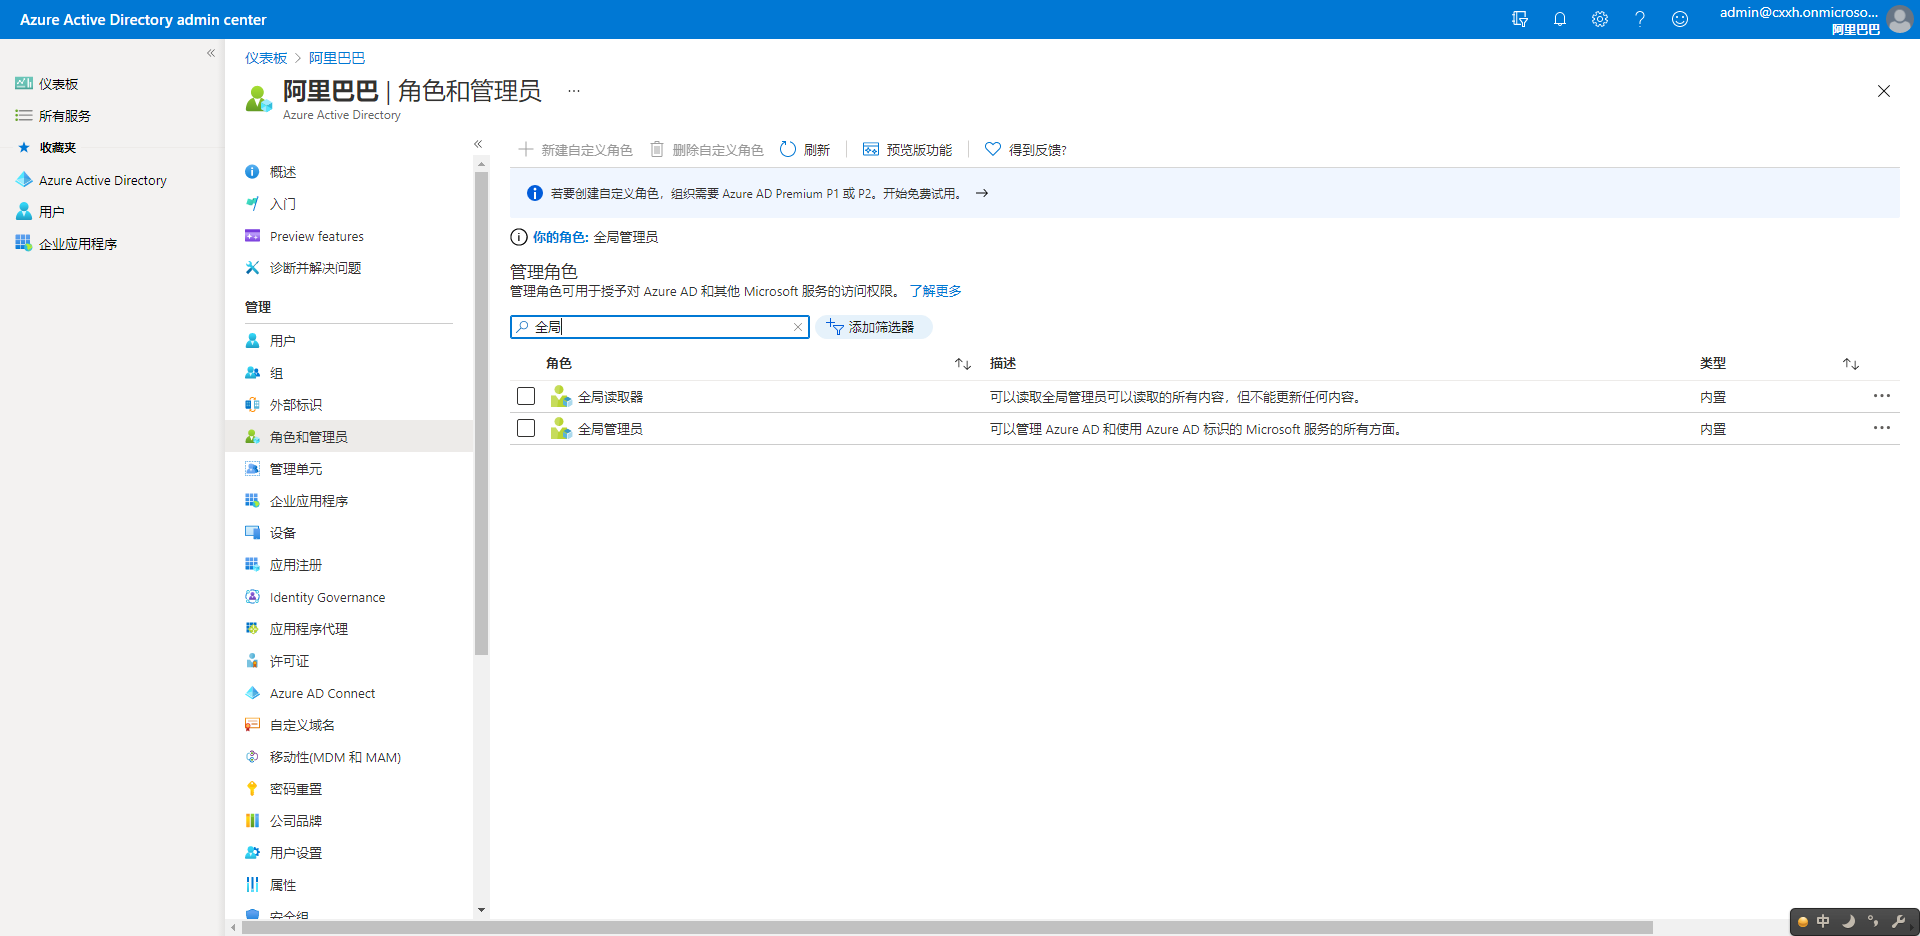 Azure Active Directory admin center
admin@cxxh.onmicroso...
阿里巴巴
仪表板
所有服务
收藏夹
Azure Active Directory
用户
企业应用程序
仪表板 > 阿里巴巴
阿里巴巴 | 角色和管理员 ...
Azure Active Directory
概述
入门
Preview features
诊断并解决问题
管理
用户
组
外部标识
角色和管理员
管理单元
企业应用程序
设备
应用注册
Identity Governance
应用程序代理
许可证
Azure AD Connect
自定义域名
移动性(MDM 和 MAM)
密码重置
公司品牌
用户设置
属性
安全组
新建自定义角色 删除自定义角色 刷新 预览版功能 得到反馈?
若要创建自定义角色，组织需要 Azure AD Premium P1 或 P2。开始免费试用。 →
你的角色: 全局管理员
管理角色
管理角色可用于授予对 Azure AD 和其他 Microsoft 服务的访问权限。 了解更多
全局 添加筛选器
角色 描述 类型
全局读取器 可以读取全局管理员可以读取的所有内容，但不能更新任何内容。 内置 ...
全局管理员 可以管理 Azure AD 和使用 Azure AD 标识的 Microsoft 服务的所有方面。 内置 ...
中